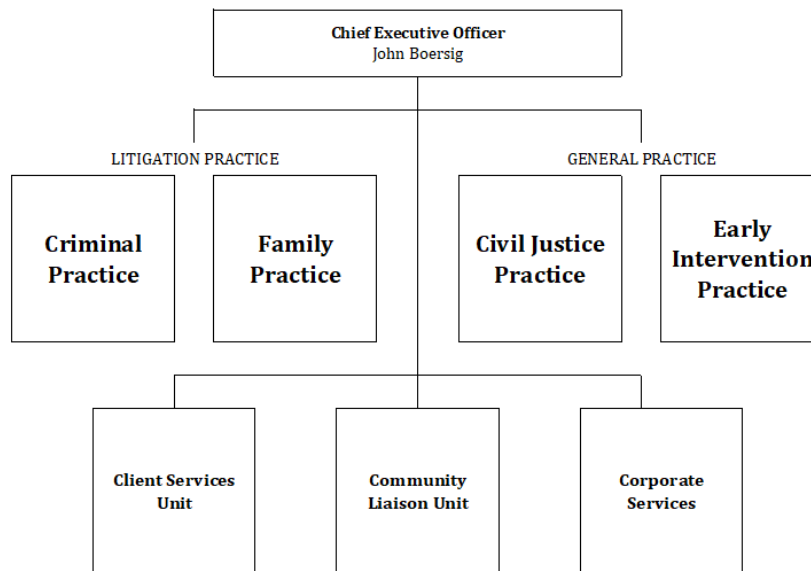 Chief Executive Officer
John Boersig
LITIGATION PRACTICE
GENERAL PRACTICE
Criminal
Practice
Family
Practice
Civil Justice
Practice
Early
Intervention
Practice
Client Services
Unit
Community
Liaison Unit
Corporate
Services